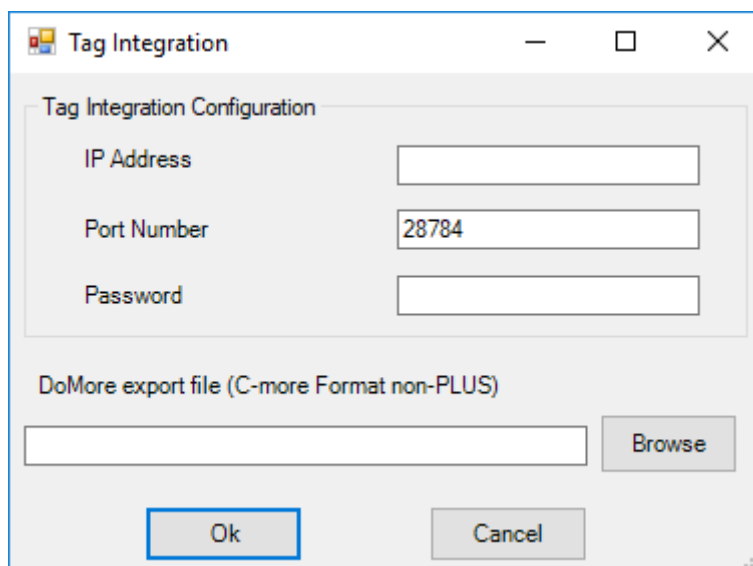 Tag Integration
Tag Integration Configuration
IP Address
Port Number 28784
Password
DoMore export file (C-more Format non-PLUS)
Browse
Ok Cancel